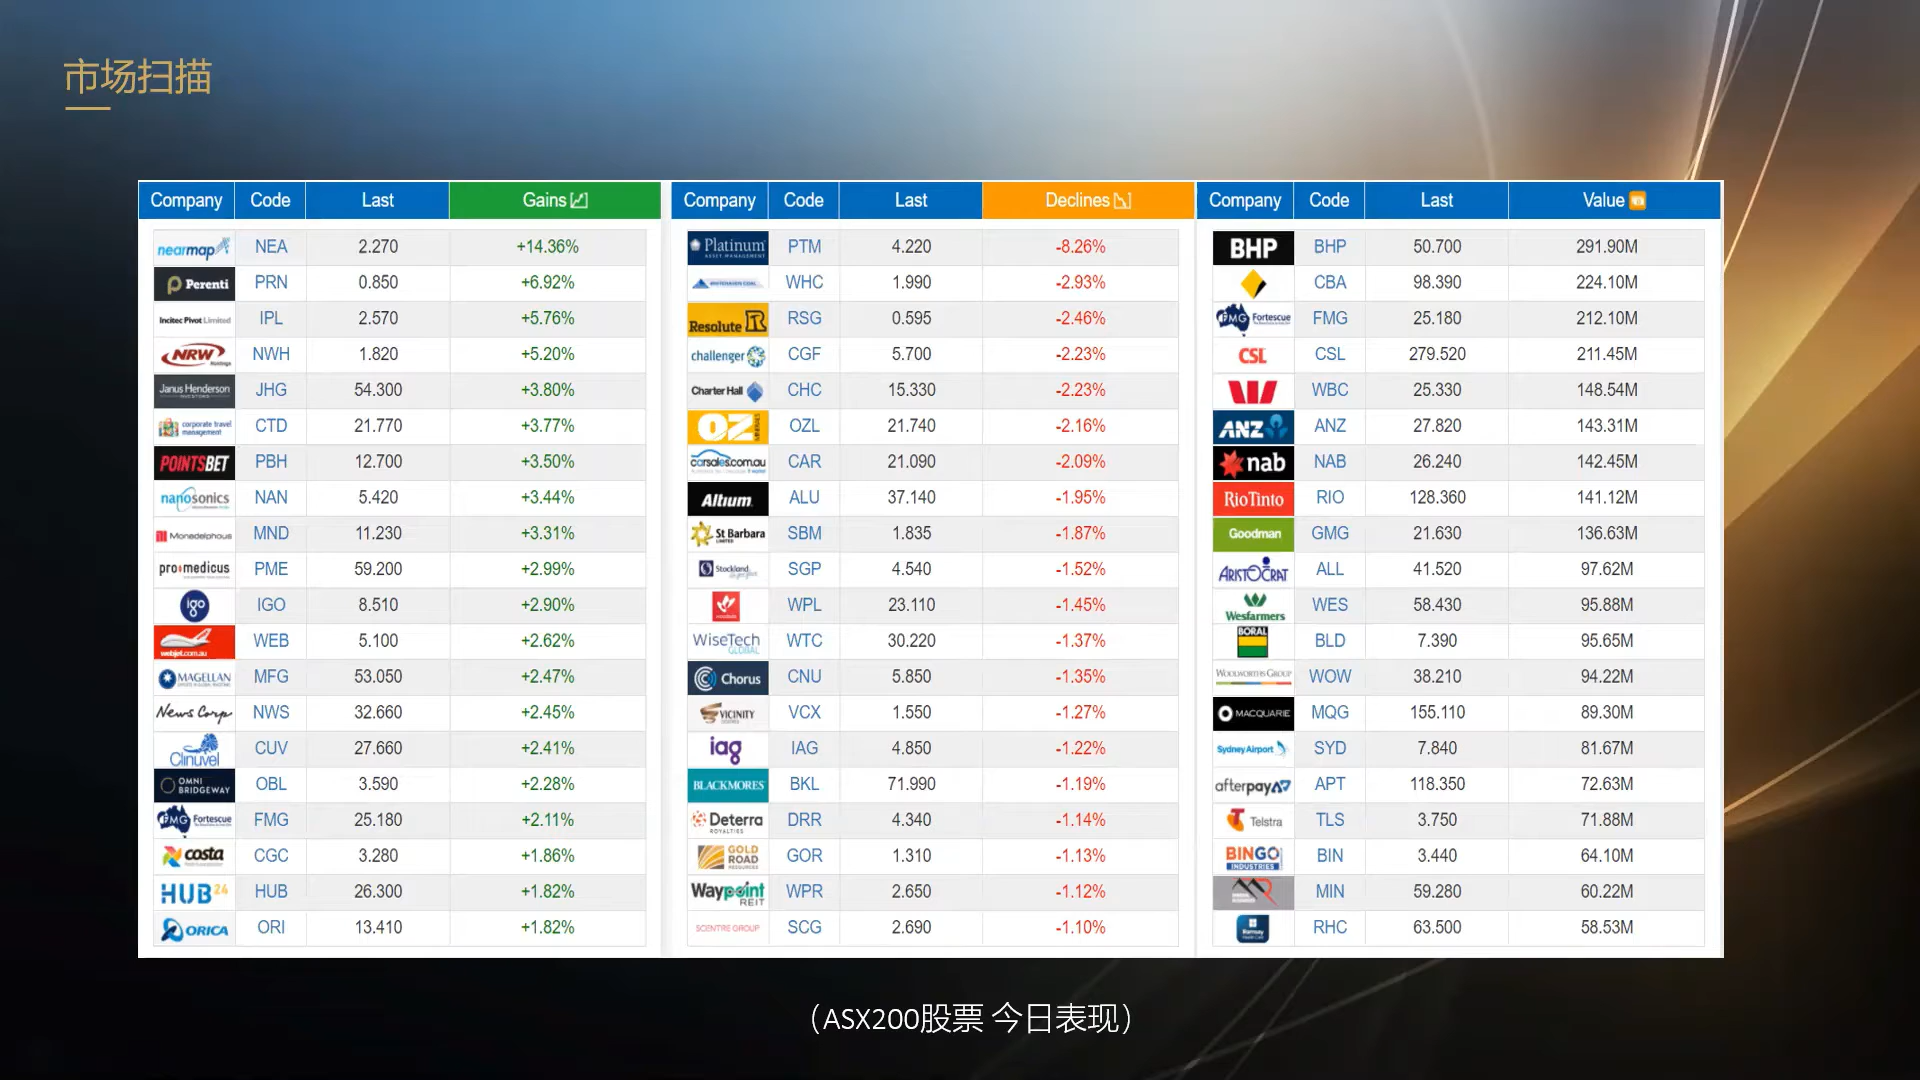 市场扫描
Company Code Last Gains Company Code Last Declines Company Code Last Value
nearmap NEA 2.270 +14.36% Platinum ASSET MANAGEMENT PTM 4.220 -8.26% BHP BHP 50.700 291.90M
Perenti PRN 0.850 +6.92% WHITEHAVEN COAL WHC 1.990 -2.93% CBA 98.390 224.10M
Incitec Pivot Limited IPL 2.570 +5.76% Resolute RSG 0.595 -2.46% FMG Fortescue FMG 25.180 212.10M
NRW Holdings NWH 1.820 +5.20% challenger CGF 5.700 -2.23% CSL CSL 279.520 211.45M
Janus Henderson INVESTORS JHG 54.300 +3.80% Charter Hall CHC 15.330 -2.23% WBC 25.330 148.54M
corporate travel management CTD 21.770 +3.77% OZ MINERALS OZL 21.740 -2.16% ANZ ANZ 27.820 143.31M
POINTSBET PBH 12.700 +3.50% carsales.com.au CAR 21.090 -2.09% nab NAB 26.240 142.45M
nanosonics NAN 5.420 +3.44% Altium ALU 37.140 -1.95% RioTinto RIO 128.360 141.12M
Monadelphous MND 11.230 +3.31% St Barbara LIMITED SBM 1.835 -1.87% Goodman GMG 21.630 136.63M
pro medicus PME 59.200 +2.99% Stockland SGP 4.540 -1.52% ARISTOCRAT ALL 41.520 97.62M
igo IGO 8.510 +2.90% WPL 23.110 -1.45% Wesfarmers WES 58.430 95.88M
webjet.com.au WEB 5.100 +2.62% WiseTech GLOBAL WTC 30.220 -1.37% BORAL BLD 7.390 95.65M
MAGELLAN MFG 53.050 +2.47% Chorus CNU 5.850 -1.35% WOOLWORTHS GROUP WOW 38.210 94.22M
News Corp NWS 32.660 +2.45% VICINITY VCX 1.550 -1.27% MACQUARIE MQG 155.110 89.30M
Clinuvel CUV 27.660 +2.41% iag IAG 4.850 -1.22% Sydney Airport SYD 7.840 81.67M
OMNI BRIDGEWAY OBL 3.590 +2.28% BLACKMORES BKL 71.990 -1.19% afterpay APT 118.350 72.63M
FMG Fortescue FMG 25.180 +2.11% Deterra ROYALTIES DRR 4.340 -1.14% Telstra TLS 3.750 71.88M
costa CGC 3.280 +1.86% GOLD ROAD RESOURCES GOR 1.310 -1.13% BINGO INDUSTRIES BIN 3.440 64.10M
HUB24 HUB 26.300 +1.82% Waypoint REIT WPR 2.650 -1.12% MIN 59.280 60.22M
ORICA ORI 13.410 +1.82% SCENTRE GROUP SCG 2.690 -1.10% Ramsay RHC 63.500 58.53M
（ASX200股票 今日表现）